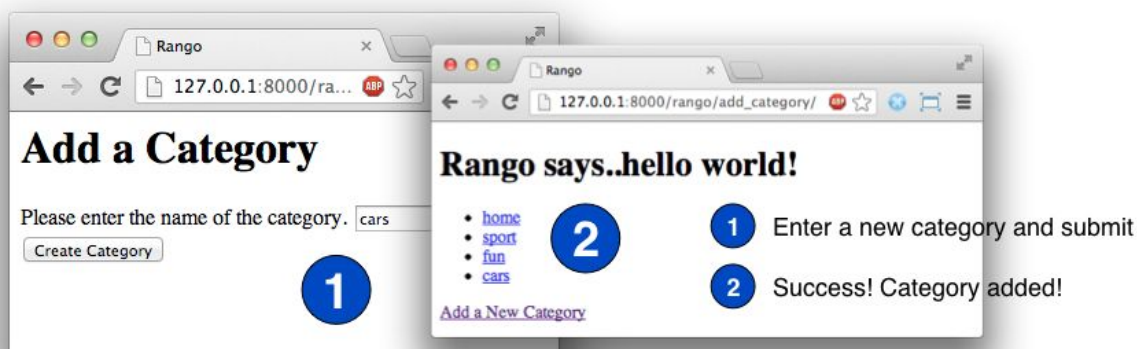 Rango
127.0.0.1:8000/ra...
ABP
Add a Category
Please enter the name of the category. cars
Create Category
1
Rango
127.0.0.1:8000/rango/add_category/
ABP
Rango says..hello world!
home
sport
fun
cars
Add a New Category
2
1 Enter a new category and submit
2 Success! Category added!